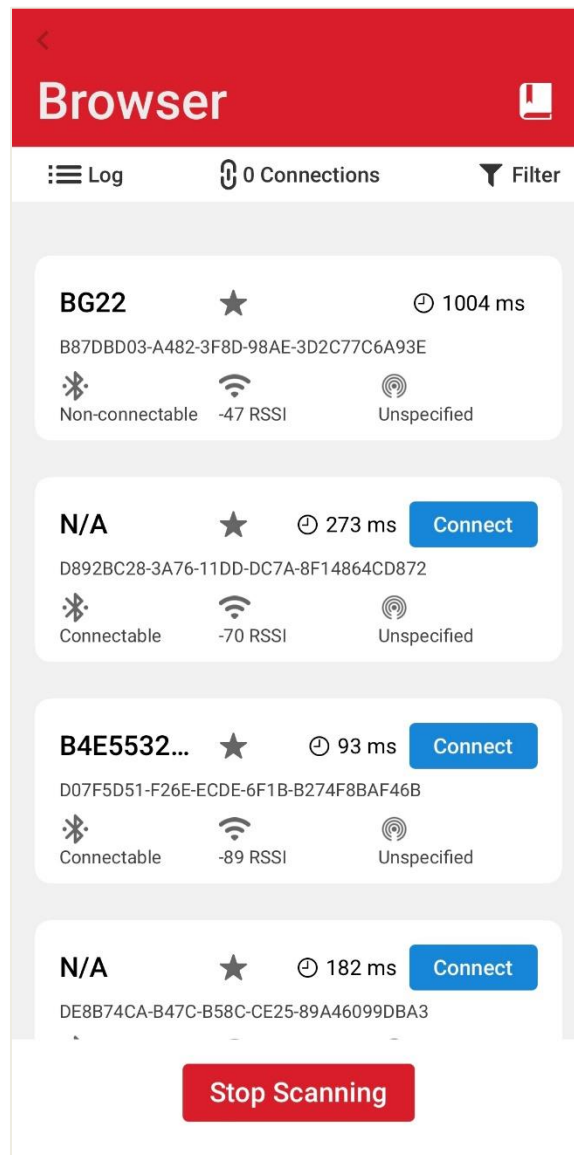 Browser
Log 0 Connections Filter
BG22 1004 ms
B87DBD03-A482-3F8D-98AE-3D2C77C6A93E
Non-connectable -47 RSSI Unspecified
N/A 273 ms Connect
D892BC28-3A76-11DD-DC7A-8F14864CD872
Connectable -70 RSSI Unspecified
B4E5532... 93 ms Connect
D07F5D51-F26E-ECDE-6F1B-B274F8BAF46B
Connectable -89 RSSI Unspecified
N/A 182 ms Connect
DE8B74CA-B47C-B58C-CE25-89A46099DBA3
Stop Scanning